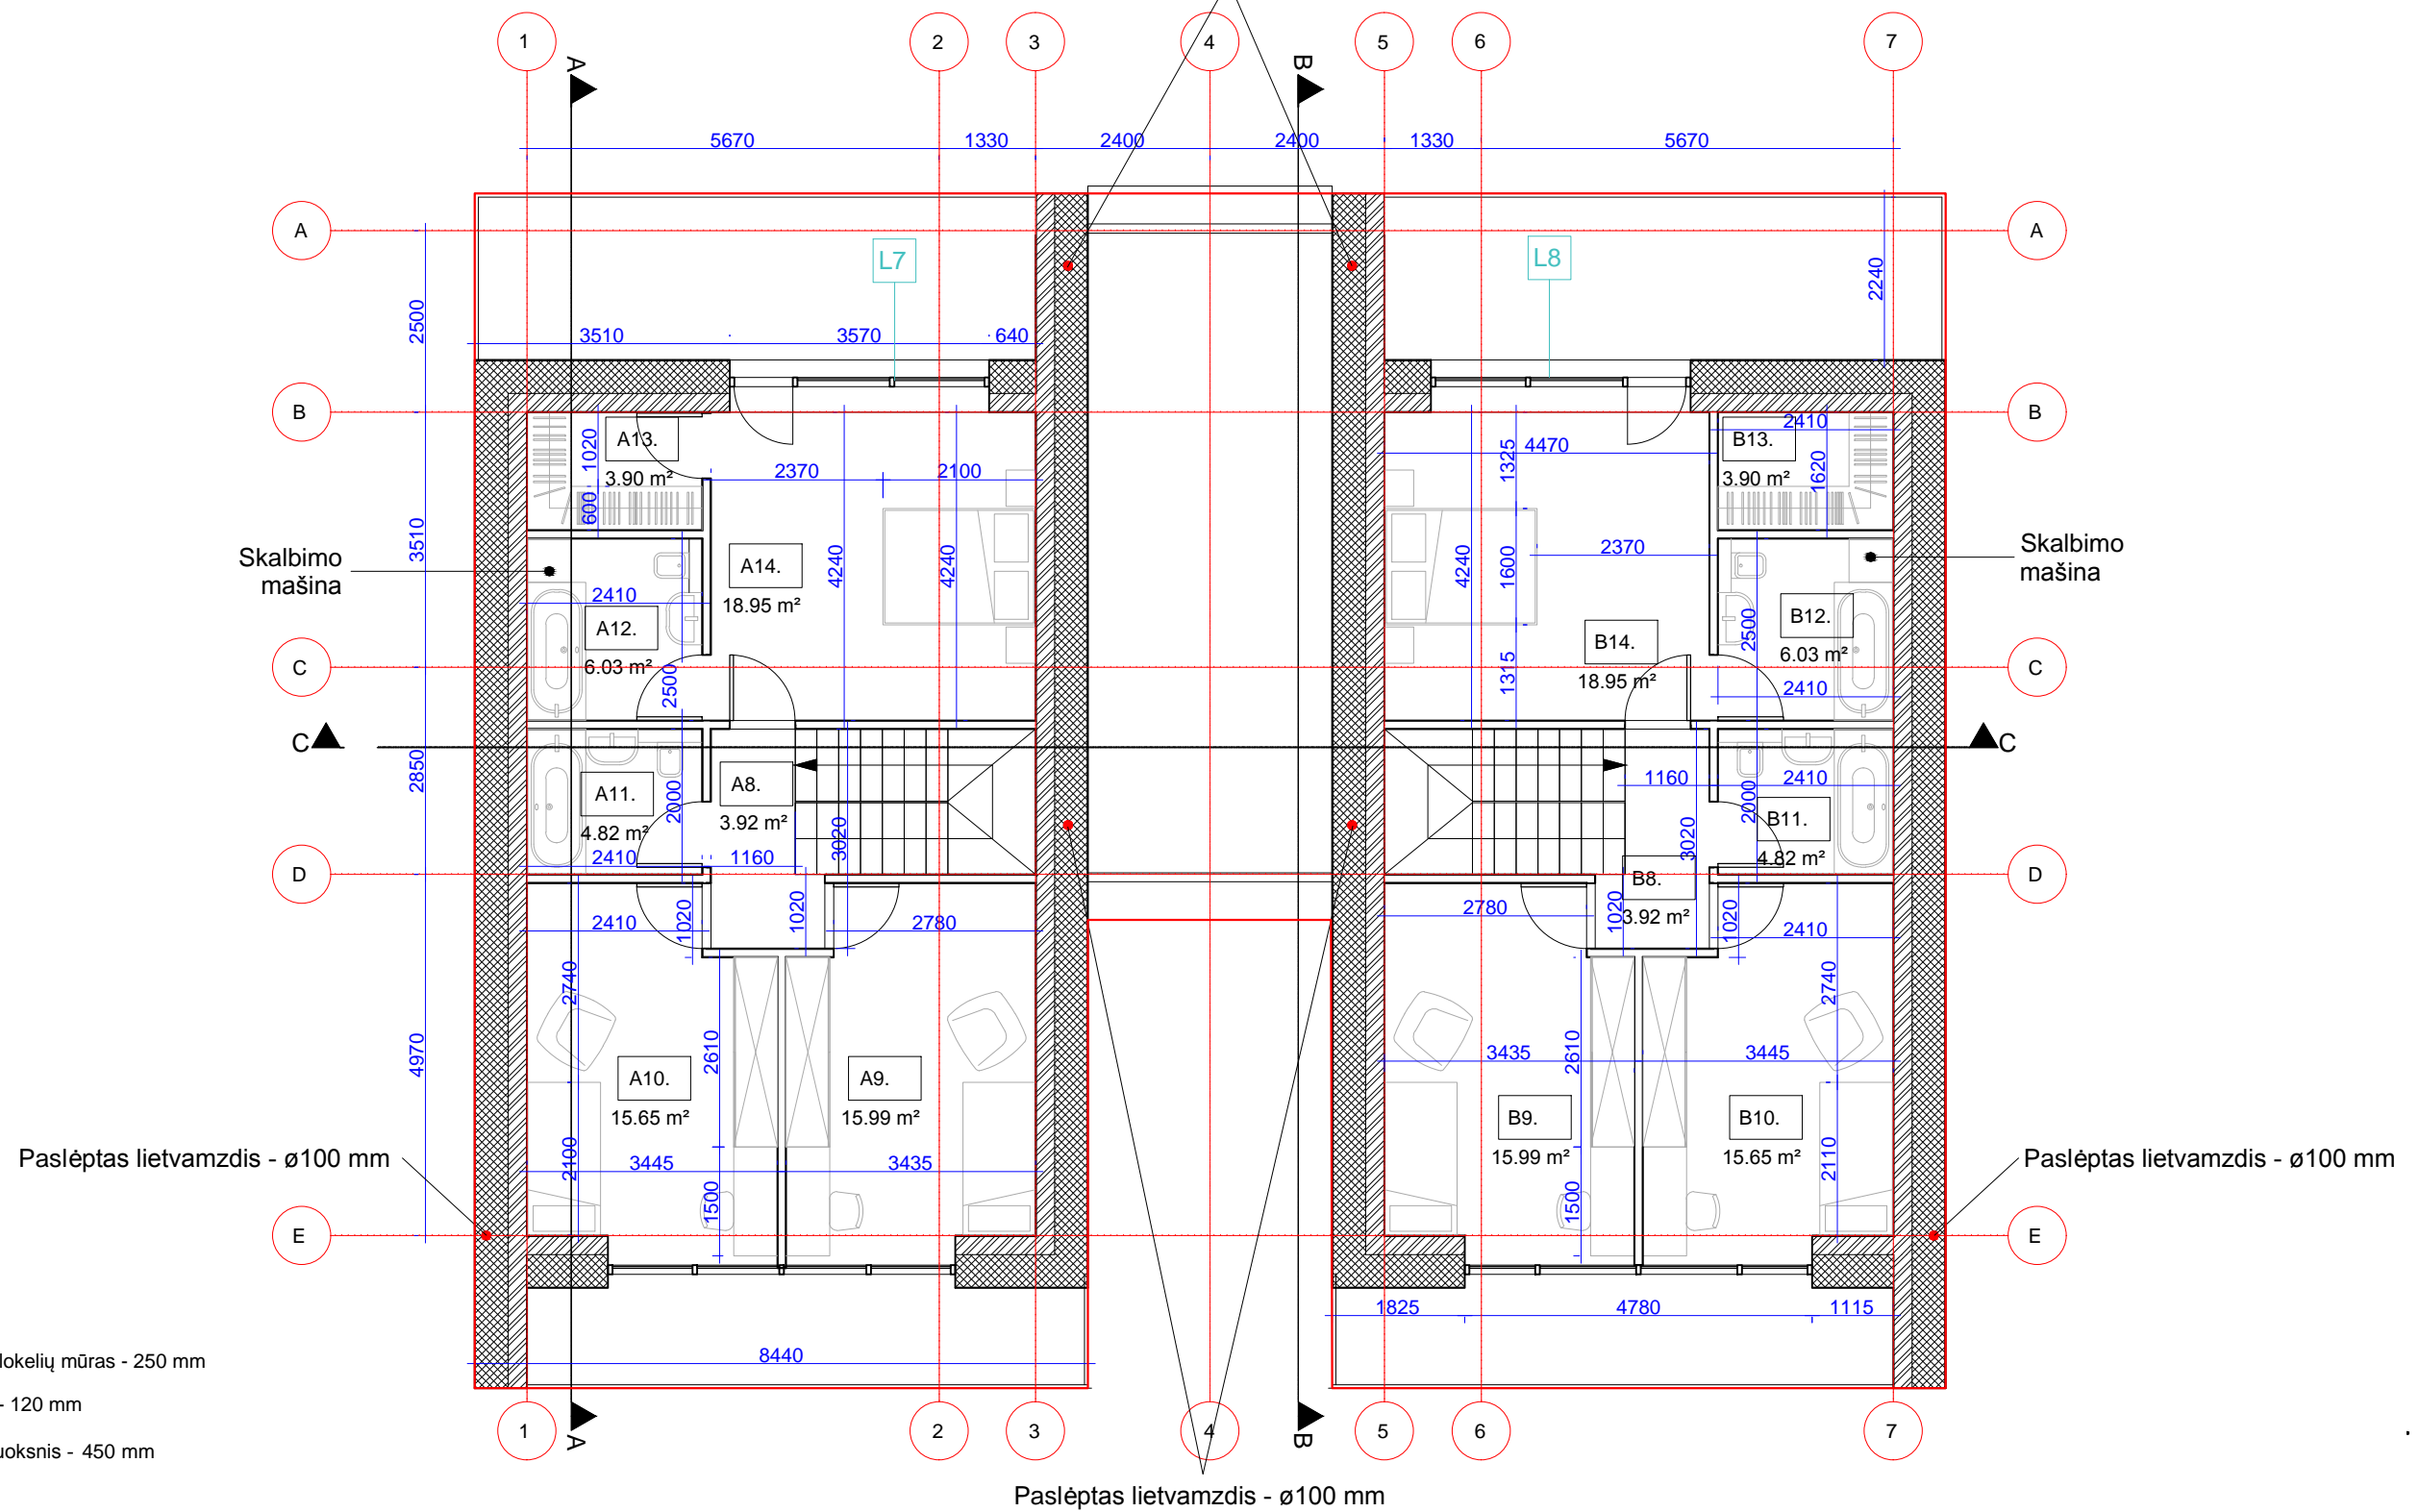 1
2
3
4
5
6
7
A
B
5670
1330
2400
2400
1330
5670
A
A
L7
L8
2500
2240
3510
3570
640
B
B
A13.
3.90 m²
1020
600
2370
2100
4470
1325
B13.
3.90 m²
2410
1620
Skalbimo
mašina
3510
2410
A14.
18.95 m²
4240
4240
4240
1600
2370
Skalbimo
mašina
A12.
6.03 m²
2500
B14.
18.95 m²
1315
2500
B12.
6.03 m²
2410
C
C
C
C
2850
A11.
4.82 m²
2000
A8.
3.92 m²
3020
2410
1160
1160
2410
2000
B11.
4.82 m²
3020
D
D
B8.
3.92 m²
2410
1020
1020
2780
2780
1020
1020
2410
2740
2740
4970
2610
2610
3435
3445
A10.
15.65 m²
A9.
15.99 m²
B9.
15.99 m²
B10.
15.65 m²
Paslėptas lietvamzdis - ø100 mm
2100
3445
3435
1500
1500
2110
Paslėptas lietvamzdis - ø100 mm
E
E
1825
4780
1115
8440
lokelių mūras - 250 mm
- 120 mm
uoksnis - 450 mm
1
A
2
3
4
B
5
6
7
Paslėptas lietvamzdis - ø100 mm